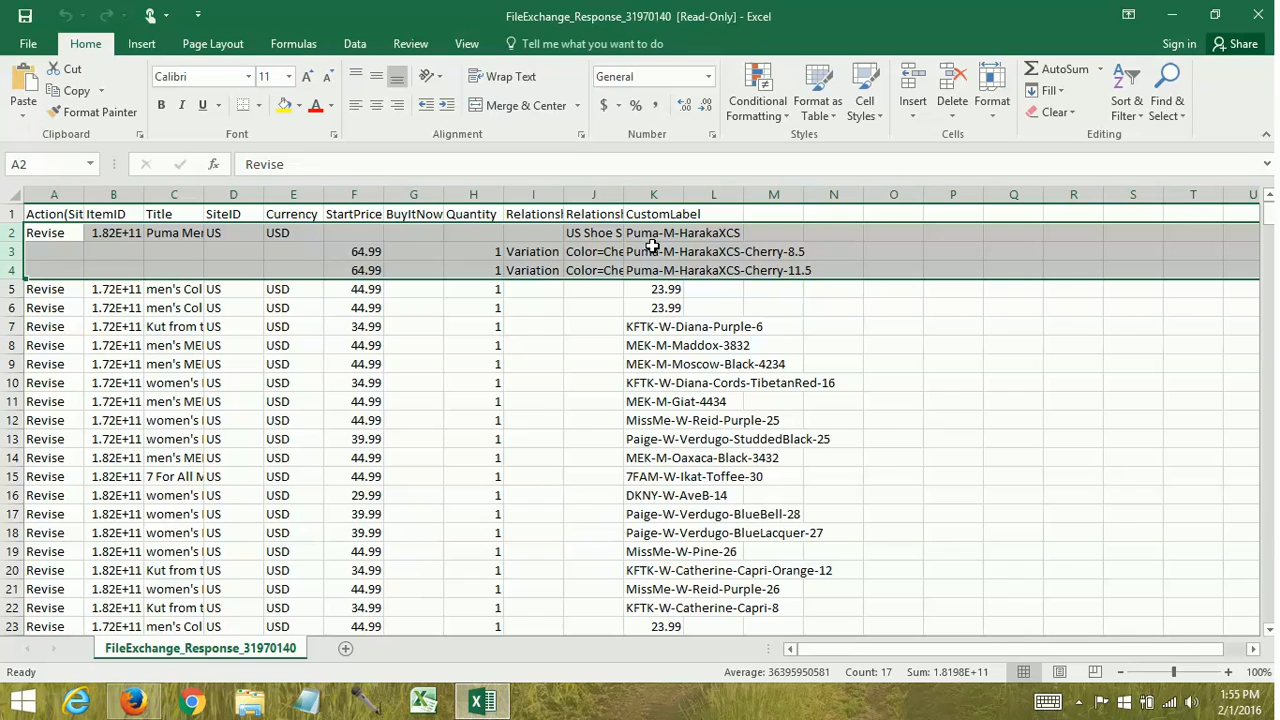 FileExchange_Response_31970140 [Read-Only] - Excel
File Home Insert Page Layout Formulas Data Review View Tell me what you want to do Sign in Share
Paste Cut Copy Format Painter Clipboard
Calibri 11 B I U A Font
Wrap Text Merge & Center Alignment
General $ % , Number
Conditional Formatting Format as Table Cell Styles Styles
Insert Delete Format Cells
AutoSum Fill Clear Sort & Filter Find & Select Editing
A2 fx Revise
A B C D E F G H I J K L M N O P Q R S T U
1 Action(Sit ItemID Title SiteID Currency StartPrice BuyItNow Quantity Relations Relations CustomLabel
2 Revise 1.82E+11 Puma Men US USD US Shoe S Puma-M-HarakaXCS
3 64.99 1 Variation Color=Che Puma-M-HarakaXCS-Cherry-8.5
4 64.99 1 Variation Color=Che Puma-M-HarakaXCS-Cherry-11.5
5 Revise 1.72E+11 men's Col US USD 44.99 1 23.99
6 Revise 1.72E+11 men's Col US USD 44.99 1 23.99
7 Revise 1.72E+11 Kut from t US USD 34.99 1 KFTK-W-Diana-Purple-6
8 Revise 1.72E+11 men's ME US USD 44.99 1 MEK-M-Maddox-3832
9 Revise 1.72E+11 men's ME US USD 44.99 1 MEK-M-Moscow-Black-4234
10 Revise 1.72E+11 women's US USD 34.99 1 KFTK-W-Diana-Cords-TibetanRed-16
11 Revise 1.72E+11 men's ME US USD 44.99 1 MEK-M-Giat-4434
12 Revise 1.72E+11 women's US USD 44.99 1 MissMe-W-Reid-Purple-25
13 Revise 1.72E+11 women's US USD 39.99 1 Paige-W-Verdugo-StuddedBlack-25
14 Revise 1.82E+11 men's ME US USD 44.99 1 MEK-M-Oaxaca-Black-3432
15 Revise 1.82E+11 7 For All M US USD 44.99 1 7FAM-W-Ikat-Toffee-30
16 Revise 1.82E+11 women's US USD 29.99 1 DKNY-W-AveB-14
17 Revise 1.82E+11 women's US USD 39.99 1 Paige-W-Verdugo-BlueBell-28
18 Revise 1.82E+11 women's US USD 39.99 1 Paige-W-Verdugo-BlueLacquer-27
19 Revise 1.82E+11 women's US USD 44.99 1 MissMe-W-Pine-26
20 Revise 1.82E+11 Kut from t US USD 34.99 1 KFTK-W-Catherine-Capri-Orange-12
21 Revise 1.82E+11 women's US USD 44.99 1 MissMe-W-Reid-Purple-26
22 Revise 1.82E+11 Kut from t US USD 34.99 1 KFTK-W-Catherine-Capri-8
23 Revise 1.82E+11 men's Col US USD 44.99 1 23.99
FileExchange_Response_31970140
Ready Average: 36395950581 Count: 17 Sum: 1.8198E+11 100%
1:55 PM
2/1/2016